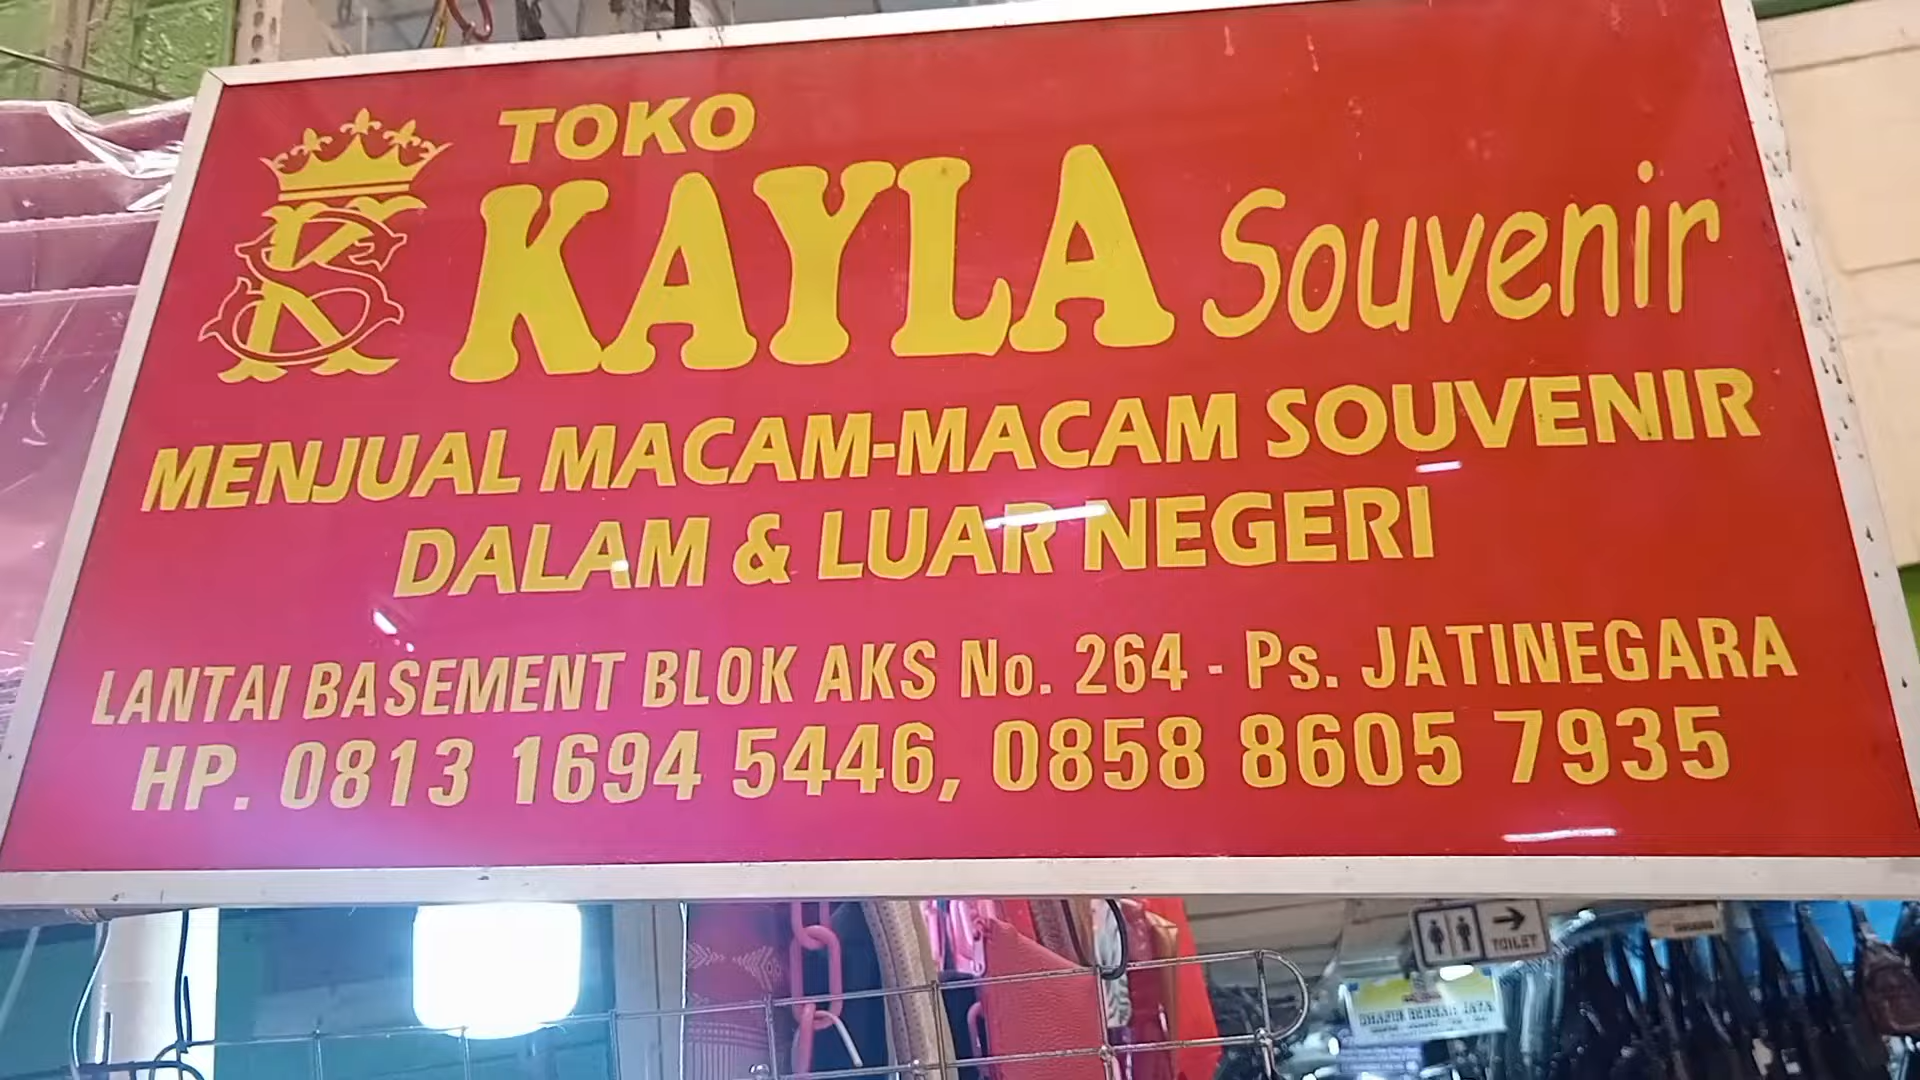 TOKO
KAYLA Souvenir
MENJUAL MACAM-MACAM SOUVENIR
DALAM & LUAR NEGERI
LANTAI BASEMENT BLOK AKS No. 264 - Ps. JATINEGARA
HP. 0813 1694 5446, 0858 8605 7935
TOILET